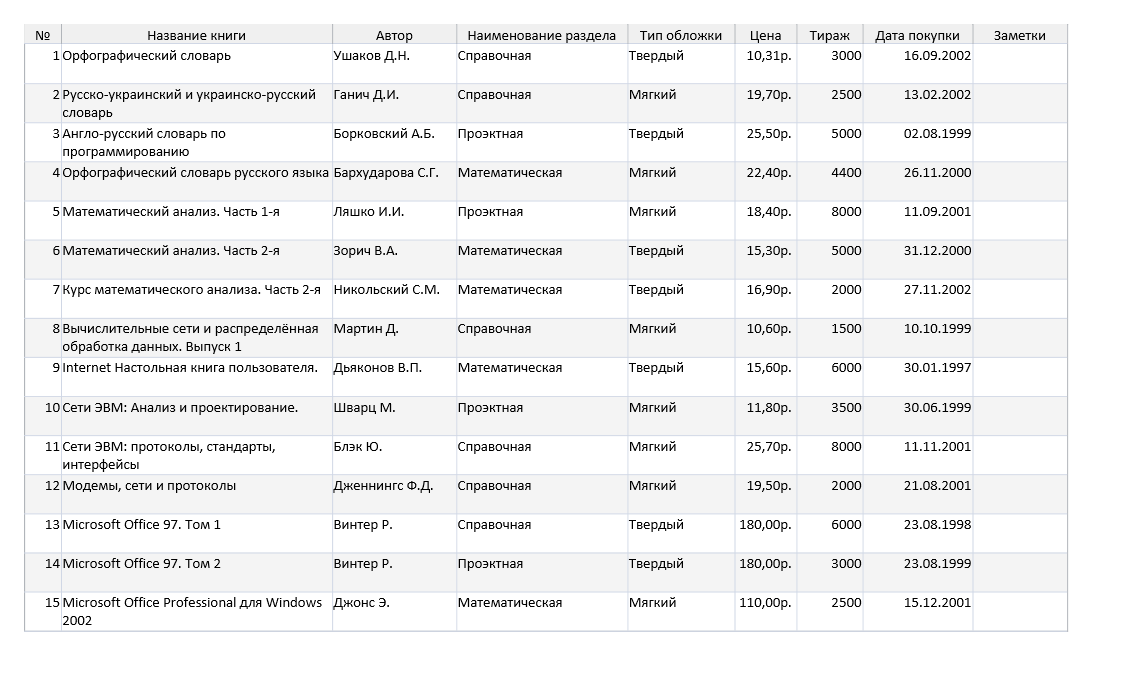 № Название книги Автор Наименование раздела Тип обложки Цена Тираж Дата покупки Заметки
1 Орфографический словарь Ушаков Д.Н. Справочная Твердый 10,31р. 3000 16.09.2002
2 Русско-украинский и украинско-русский Ганич Д.И. Справочная Мягкий 19,70р. 2500 13.02.2002
словарь
3 Англо-русский словарь по Борковский А.Б. Проэктная Твердый 25,50р. 5000 02.08.1999
программированию
4 Орфографический словарь русского языка Бархударова С.Г. Математическая Мягкий 22,40р. 4400 26.11.2000
5 Математический анализ. Часть 1-я Ляшко И.И. Проэктная Мягкий 18,40р. 8000 11.09.2001
6 Математический анализ. Часть 2-я Зорич В.А. Математическая Твердый 15,30р. 5000 31.12.2000
7 Курс математического анализа. Часть 2-я Никольский С.М. Математическая Твердый 16,90р. 2000 27.11.2002
8 Вычислительные сети и распределённая Мартин Д. Справочная Мягкий 10,60р. 1500 10.10.1999
обработка данных. Выпуск 1
9 Internet Настольная книга пользователя. Дьяконов В.П. Математическая Твердый 15,60р. 6000 30.01.1997
10 Сети ЭВМ: Анализ и проектирование. Шварц М. Проэктная Мягкий 11,80р. 3500 30.06.1999
11 Сети ЭВМ: протоколы, стандарты, Блэк Ю. Справочная Мягкий 25,70р. 8000 11.11.2001
интерфейсы
12 Модемы, сети и протоколы Дженнингс Ф.Д. Справочная Мягкий 19,50р. 2000 21.08.2001
13 Microsoft Office 97. Том 1 Винтер Р. Справочная Твердый 180,00р. 6000 23.08.1998
14 Microsoft Office 97. Том 2 Винтер Р. Проэктная Твердый 180,00р. 3000 23.08.1999
15 Microsoft Office Professional для Windows Джонс Э. Математическая Мягкий 110,00р. 2500 15.12.2001
2002